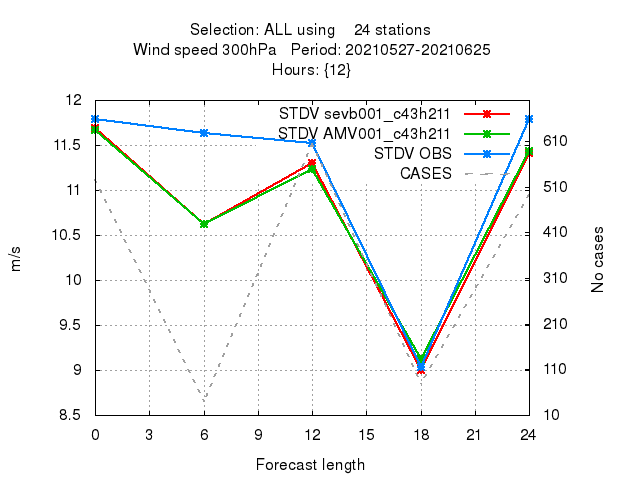 Selection: ALL using 24 stations
Wind speed 300hPa Period: 20210527-20210625
Hours: {12}
STDV sevb001_c43h211
STDV AMV001_c43h211
STDV OBS
CASES
12
11.5
11
10.5
10
9.5
9
8.5
m/s
610
510
410
310
210
110
10
No cases
0 3 6 9 12 15 18 21 24
Forecast length